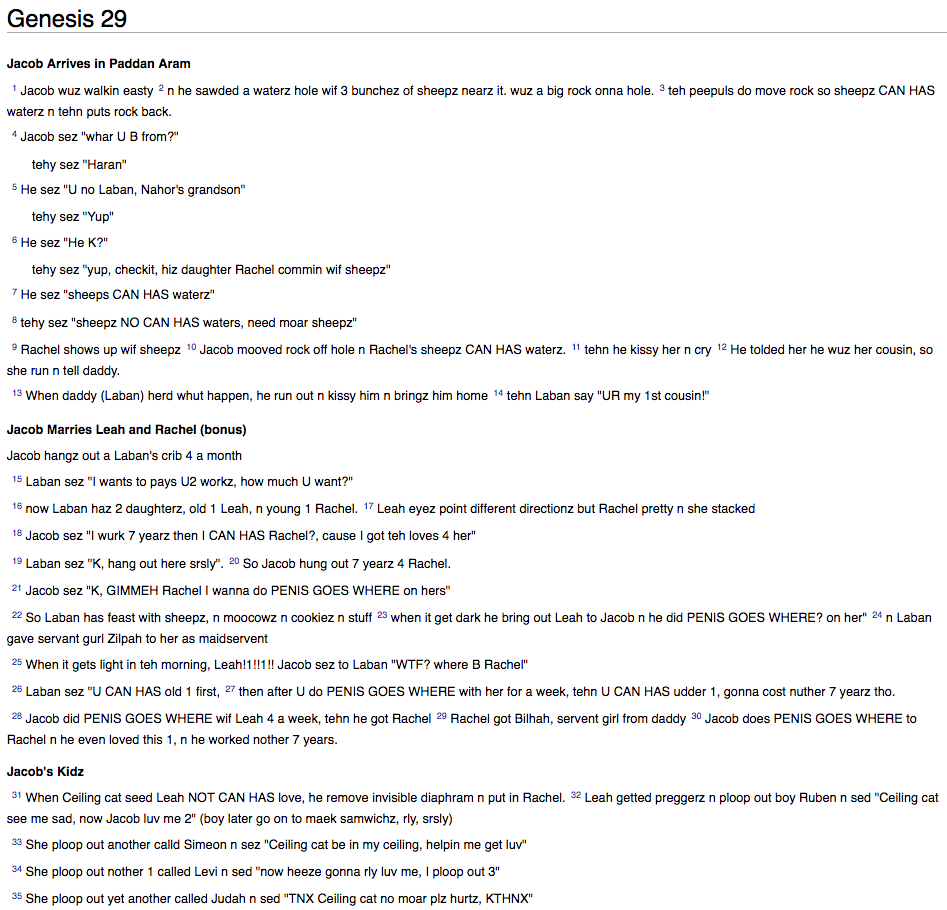 Genesis 29
Jacob Arrives in Paddan Aram
1 Jacob wuz walkin easty 2 n he sawded a waterz hole wif 3 bunchez of sheepz nearz it. wuz a big rock onna hole. 3 teh peepuls do move rock so sheepz CAN HAS
waterz n tehn puts rock back.
4 Jacob sez "whar U B from?"
tehy sez "Haran"
5 He sez "U no Laban, Nahor's grandson"
tehy sez "Yup"
6 He sez "He K?"
tehy sez "yup, checkit, hiz daughter Rachel commin wif sheepz"
7 He sez "sheeps CAN HAS waterz"
8 tehy sez "sheepz NO CAN HAS waters, need moar sheepz"
9 Rachel shows up wif sheepz 10 Jacob mooved rock off hole n Rachel's sheepz CAN HAS waterz. 11 tehn he kissy her n cry 12 He tolded her he wuz her cousin, so
she run n tell daddy.
13 When daddy (Laban) herd whut happen, he run out n kissy him n bringz him home 14 tehn Laban say "UR my 1st cousin!"
Jacob Marries Leah and Rachel (bonus)
Jacob hangz out a Laban's crib 4 a month
15 Laban sez "I wants to pays U2 workz, how much U want?"
16 now Laban haz 2 daughterz, old 1 Leah, n young 1 Rachel. 17 Leah eyez point different directionz but Rachel pretty n she stacked
18 Jacob sez "I wurk 7 yearz then I CAN HAS Rachel?, cause I got teh loves 4 her"
19 Laban sez "K, hang out here srsly". 20 So Jacob hung out 7 yearz 4 Rachel.
21 Jacob sez "K, GIMMEH Rachel I wanna do PENIS GOES WHERE on hers"
22 So Laban has feast with sheepz, n moocowz n cookiez n stuff 23 when it get dark he bring out Leah to Jacob n he did PENIS GOES WHERE? on her" 24 n Laban
gave servant gurl Zilpah to her as maidservent
25 When it gets light in teh morning, Leah!1!!1!! Jacob sez to Laban "WTF? where B Rachel"
26 Laban sez "U CAN HAS old 1 first, 27 then after U do PENIS GOES WHERE with her for a week, tehn U CAN HAS udder 1, gonna cost nuther 7 yearz tho.
28 Jacob did PENIS GOES WHERE wif Leah 4 a week, tehn he got Rachel 29 Rachel got Bilhah, servent girl from daddy 30 Jacob does PENIS GOES WHERE to
Rachel n he even loved this 1, n he worked nother 7 years.
Jacob's Kidz
31 When Ceiling cat seed Leah NOT CAN HAS love, he remove invisible diaphram n put in Rachel. 32 Leah getted preggerz n ploop out boy Ruben n sed "Ceiling cat
see me sad, now Jacob luv me 2" (boy later go on to maek samwichz, rly, srsly)
33 She ploop out another calld Simeon n sez "Ceiling cat be in my ceiling, helpin me get luv"
34 She ploop out nother 1 called Levi n sed "now heeze gonna rly luv me, I ploop out 3"
35 She ploop out yet another called Judah n sed "TNX Ceiling cat no moar plz hurtz, KTHNX"